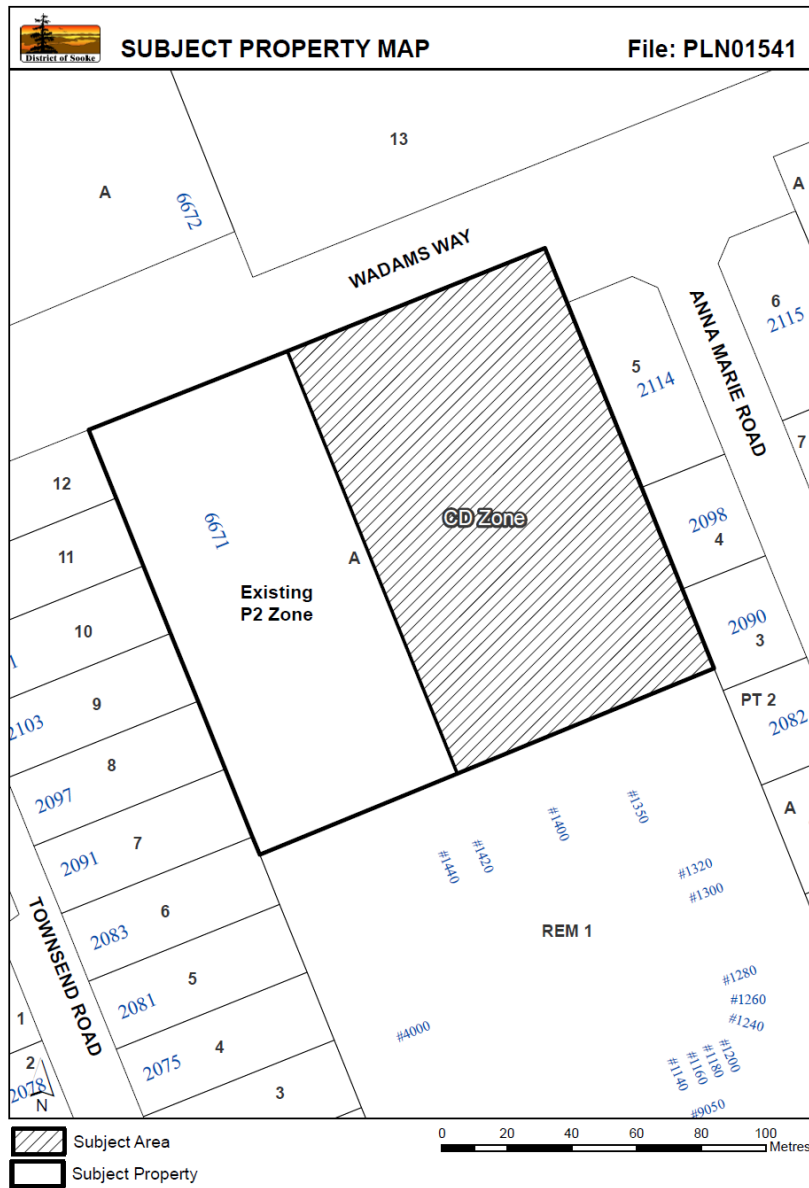 District of Sooke
SUBJECT PROPERTY MAP
File: PLN01541
13
A
6672
A
WADAMS WAY
6
2115
ANNA MARIE ROAD
5
2114
7
12
6671
CD Zone
2098
4
11
A
Existing
P2 Zone
10
2090
3
1
9
2103
PT 2
2082
8
2097
A
#1350
#1400
7
2091
#1440
#1420
#1320
#1300
6
2083
REM 1
TOWNSEND ROAD
5
2081
#1280
#1260
#1240
1
#4000
4
2075
#1200
#1180
#1160
#1140
2
2078
3
#9050
N
Subject Area
0 20 40 60 80 100
Metres
Subject Property